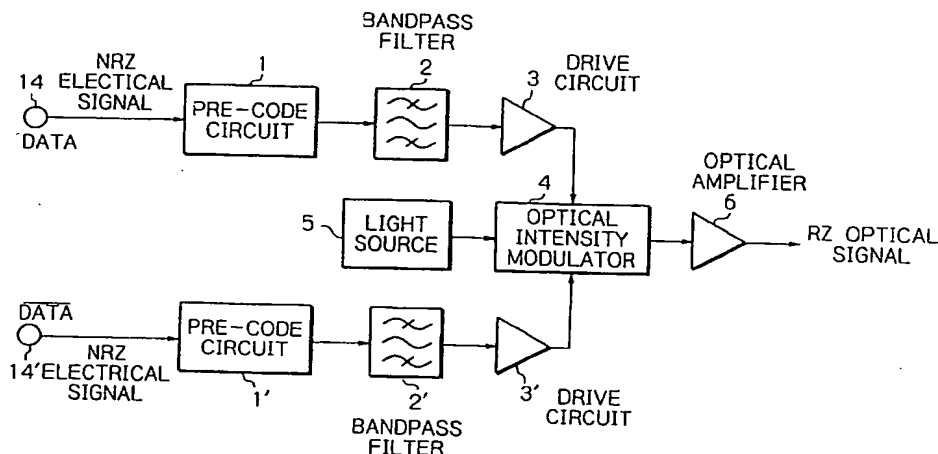 BANDPASS
FILTER
2
DRIVE
CIRCUIT
3
NRZ
ELECTICAL
SIGNAL
14
DATA
1
PRE-CODE
CIRCUIT
OPTICAL
AMPLIFIER
6
5
LIGHT
SOURCE
4
OPTICAL
INTENSITY
MODULATOR
RZ OPTICAL
SIGNAL
DATA
14'
NRZ
ELECTRICAL
SIGNAL
PRE-CODE
CIRCUIT
1'
2'
BANDPASS
FILTER
3'
DRIVE
CIRCUIT